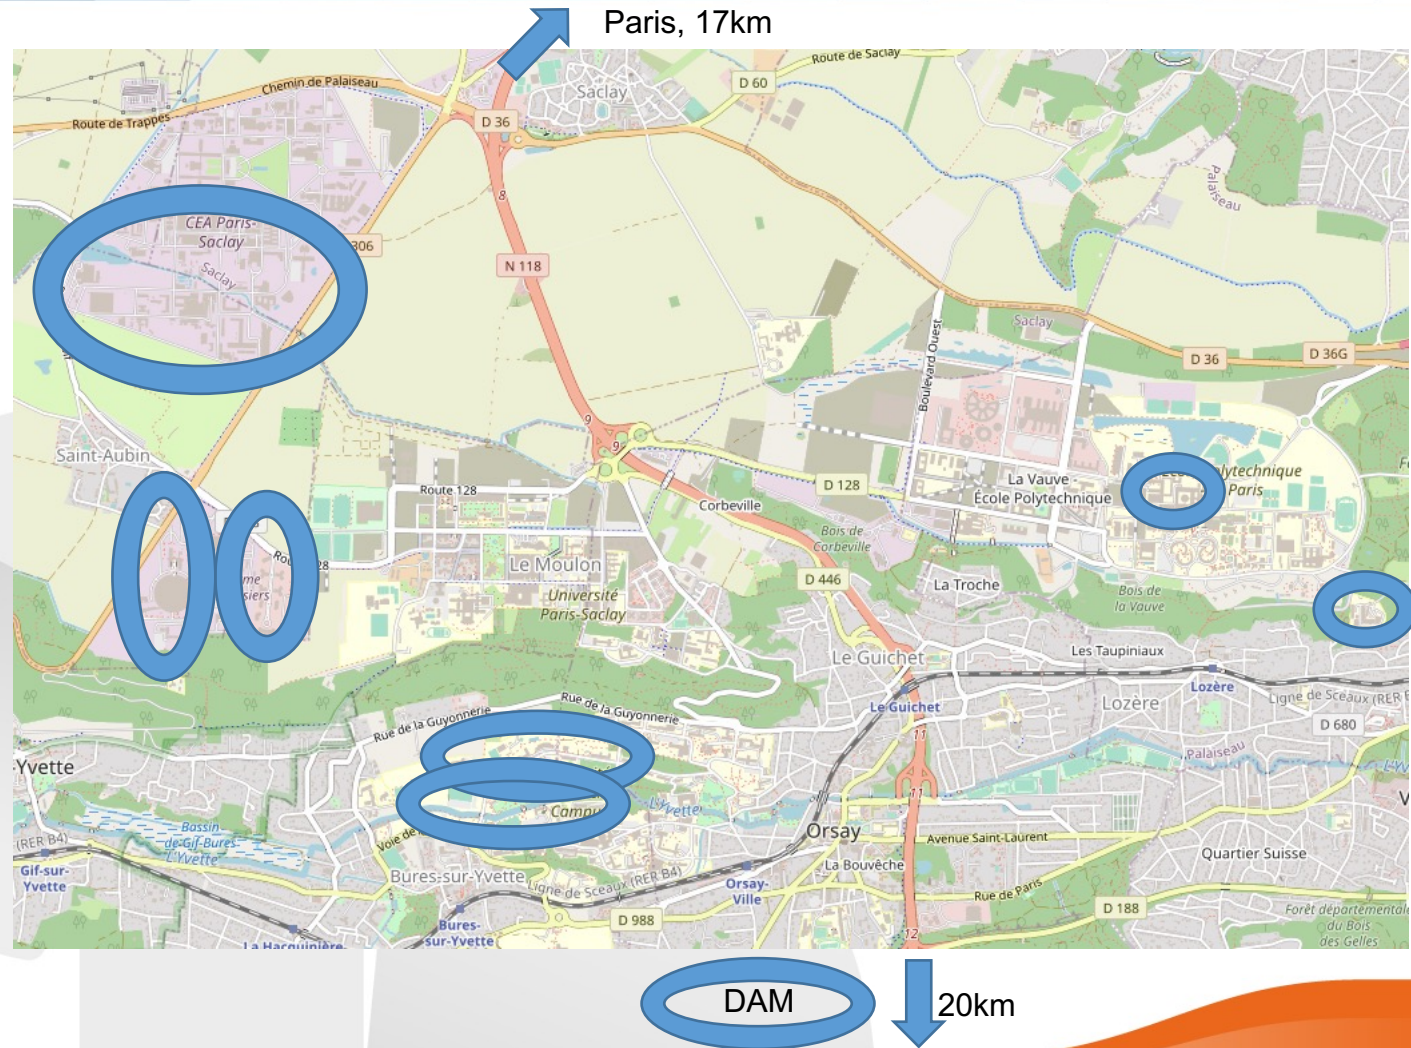 Paris, 17km
Route de Saclay
Chemin de Palaiseau
D 60
Saclay
Route de Trappes
D 36
8
Palaiseau
CEA Paris-
Saclay
306
Saclay
N 118
Saclay
D 36
D 36G
Boulevard Ouest
9
9
Saint-Aubin
Route 128
D 128
La Vauve
École Polytechnique
Polytechnique
Paris
Corbeville
Bois de
Corbeville
Le Moulon
Université
Paris-Saclay
D 446
La Troche
Bois de
la Vauve
Le Guichet
Les Taupiniaux
Lozère
Le Guichet
Lozère
Ligne de Sceaux (RER B
Rue de la Guyonnerie
Rue de la Guyonnerie
D 680
11
Palaiseau
-Yvette
11
L'Yvette
Campu
Bassin
de Gif-Bures
L'Yvette
Voie de
Orsay
Avenue Saint-Laurent
(RER B4)
Gif-sur-
Yvette
Bures-sur-Yvette
Ligne de Sceaux (RER B4)
Orsay-
Ville
La Bouvêche
Quartier Suisse
Rue de Paris
D 988
D 188
Bures-
sur-Yvette
La Hacquinière
12
Forêt départementale
du Bois
des Gelles
DAM
20km